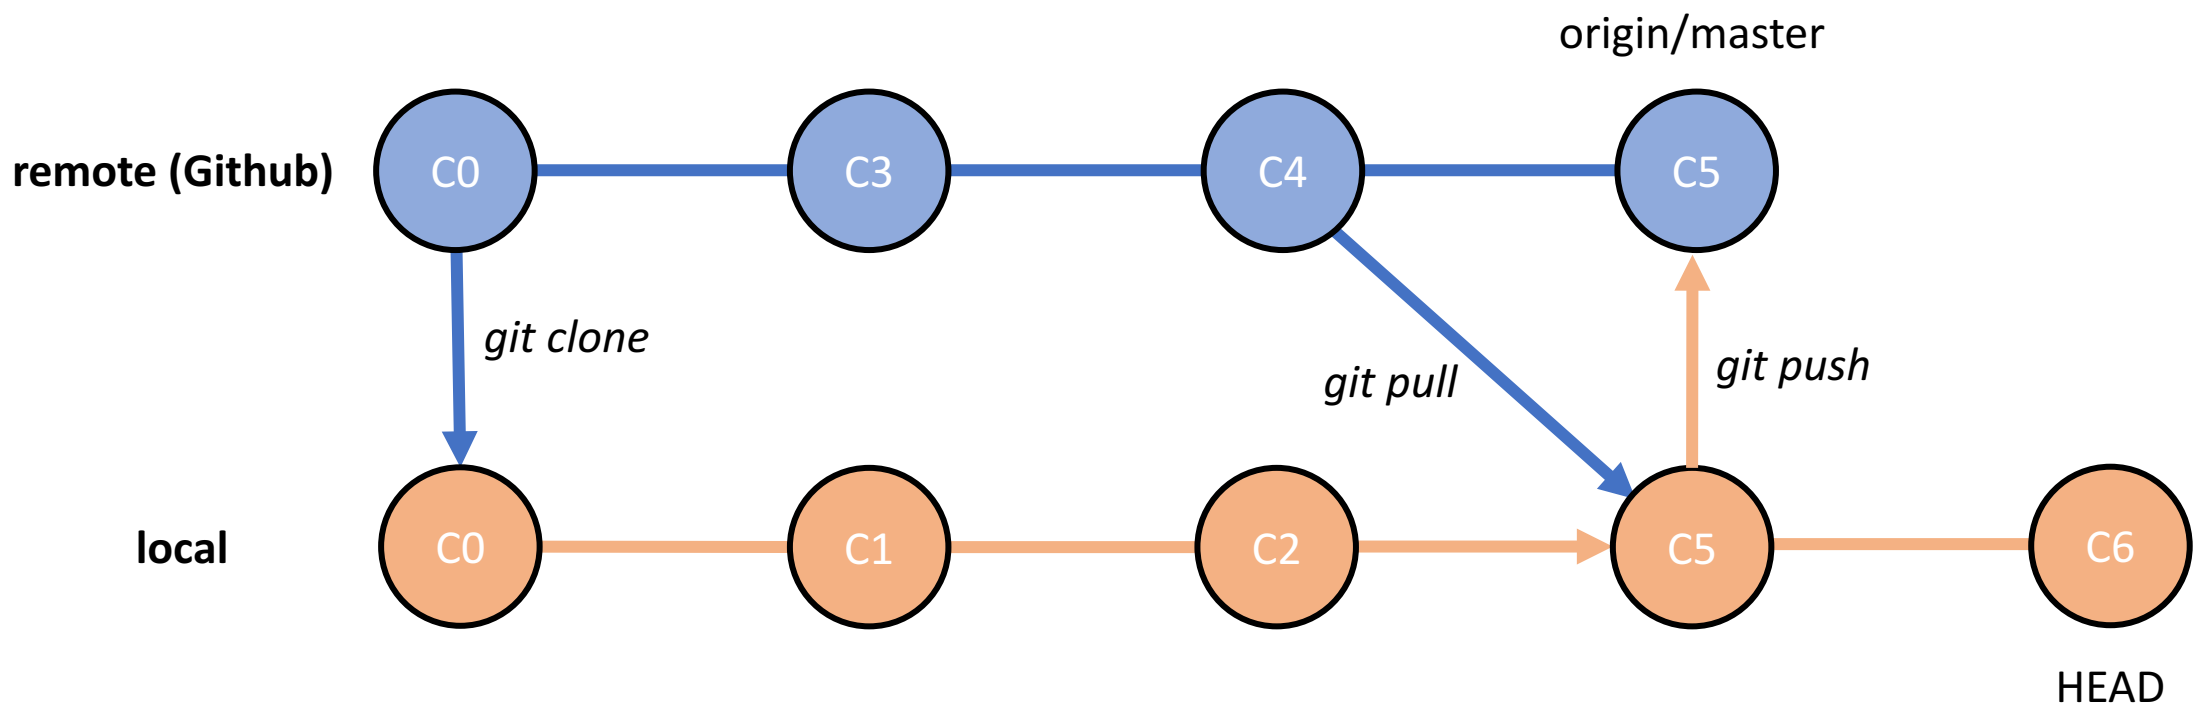 origin/master
remote (Github)
C0
C3
C4
C5
git clone
git pull
git push
local
C0
C1
C2
C5
C6
HEAD